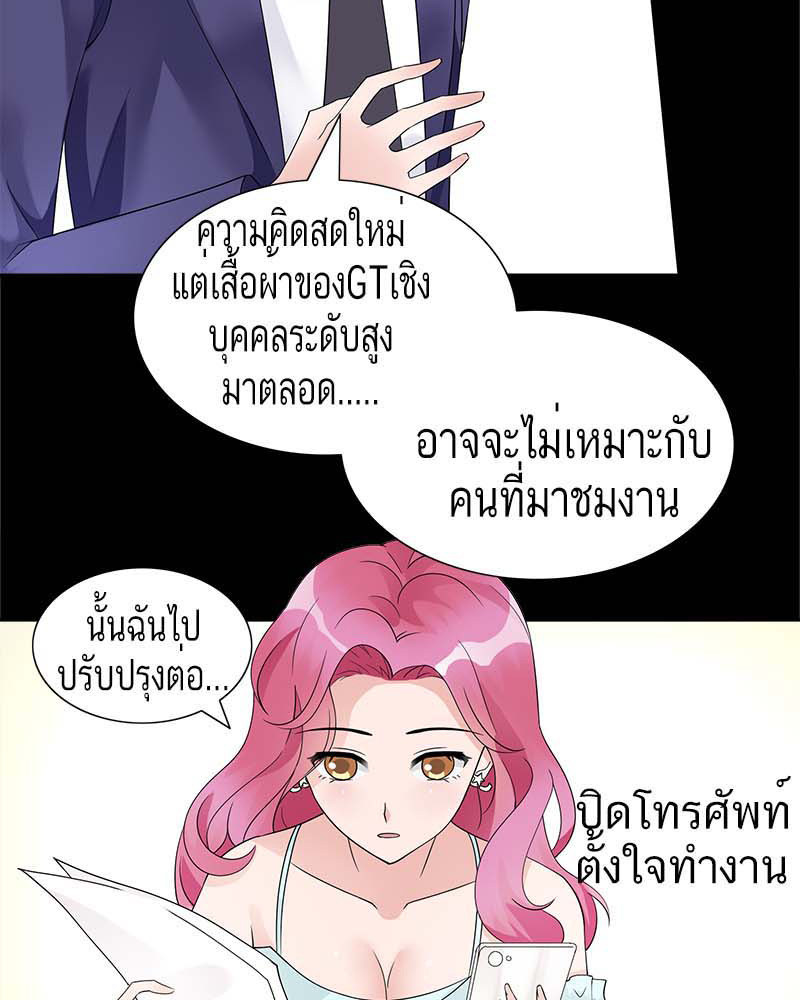 ความคิดสดใหม่
แต่เสื้อผ้าของGTเชิง
บุคคลระดับสูง
มาตลอด.....
อาจจะไม่เหมาะกับ
คนที่มาชมงาน
นั้นฉันไป
ปรับปรุงต่อ...
ปิดโทรศัพท์
ตั้งใจทำงาน